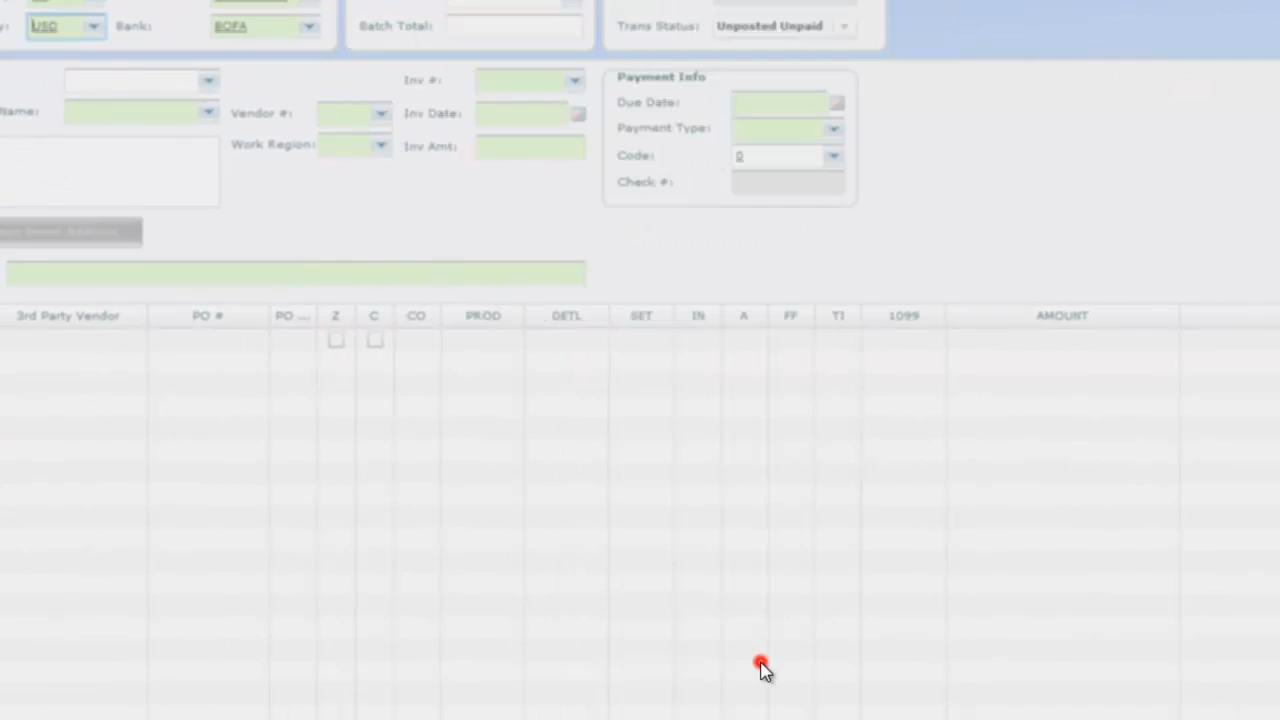 y: USD Bank: BOFA Batch Total: Trans Status: Unposted Unpaid
Inv #: Payment Info
Name: Vendor #: Inv Date: Due Date:
Work Region: Inv Amt: Payment Type:
Code: 0
Check #:
3rd Party Vendor PO # PO ... Z C CO PROD DETL SET IN A FF TI 1099 AMOUNT